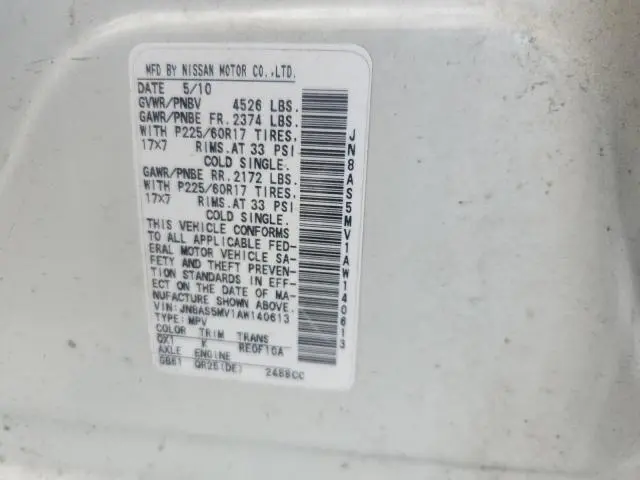 MFD BY NISSAN MOTOR CO.,LTD.
DATE 5/10
GVWR/PNBV 4526 LBS.
GAWR/PNBE FR. 2374 LBS.
WITH P225/60R17 TIRES,
17x7 RIMS.AT 33 PSI
COLD SINGLE.
GAWR/PNBE RR. 2172 LBS.
WITH P225/60R17 TIRES,
17x7 RIMS.AT 33 PSI
COLD SINGLE.
THIS VEHICLE CONFORMS
TO ALL APPLICABLE FED-
ERAL MOTOR VEHICLE SA-
FETY AND THEFT PREVEN-
TION STANDARDS IN EFF-
ECT ON THE DATE OF MA-
NUFACTURE SHOWN ABOVE.
VIN:JN8AS5MV1AW140613
TYPE:MPV
COLOR TRIM TRANS
QX1 K RE0F10A
AXLE ENGINE
GB61 QR25(DE) 2488CC
JN8AS5MV1AW140613